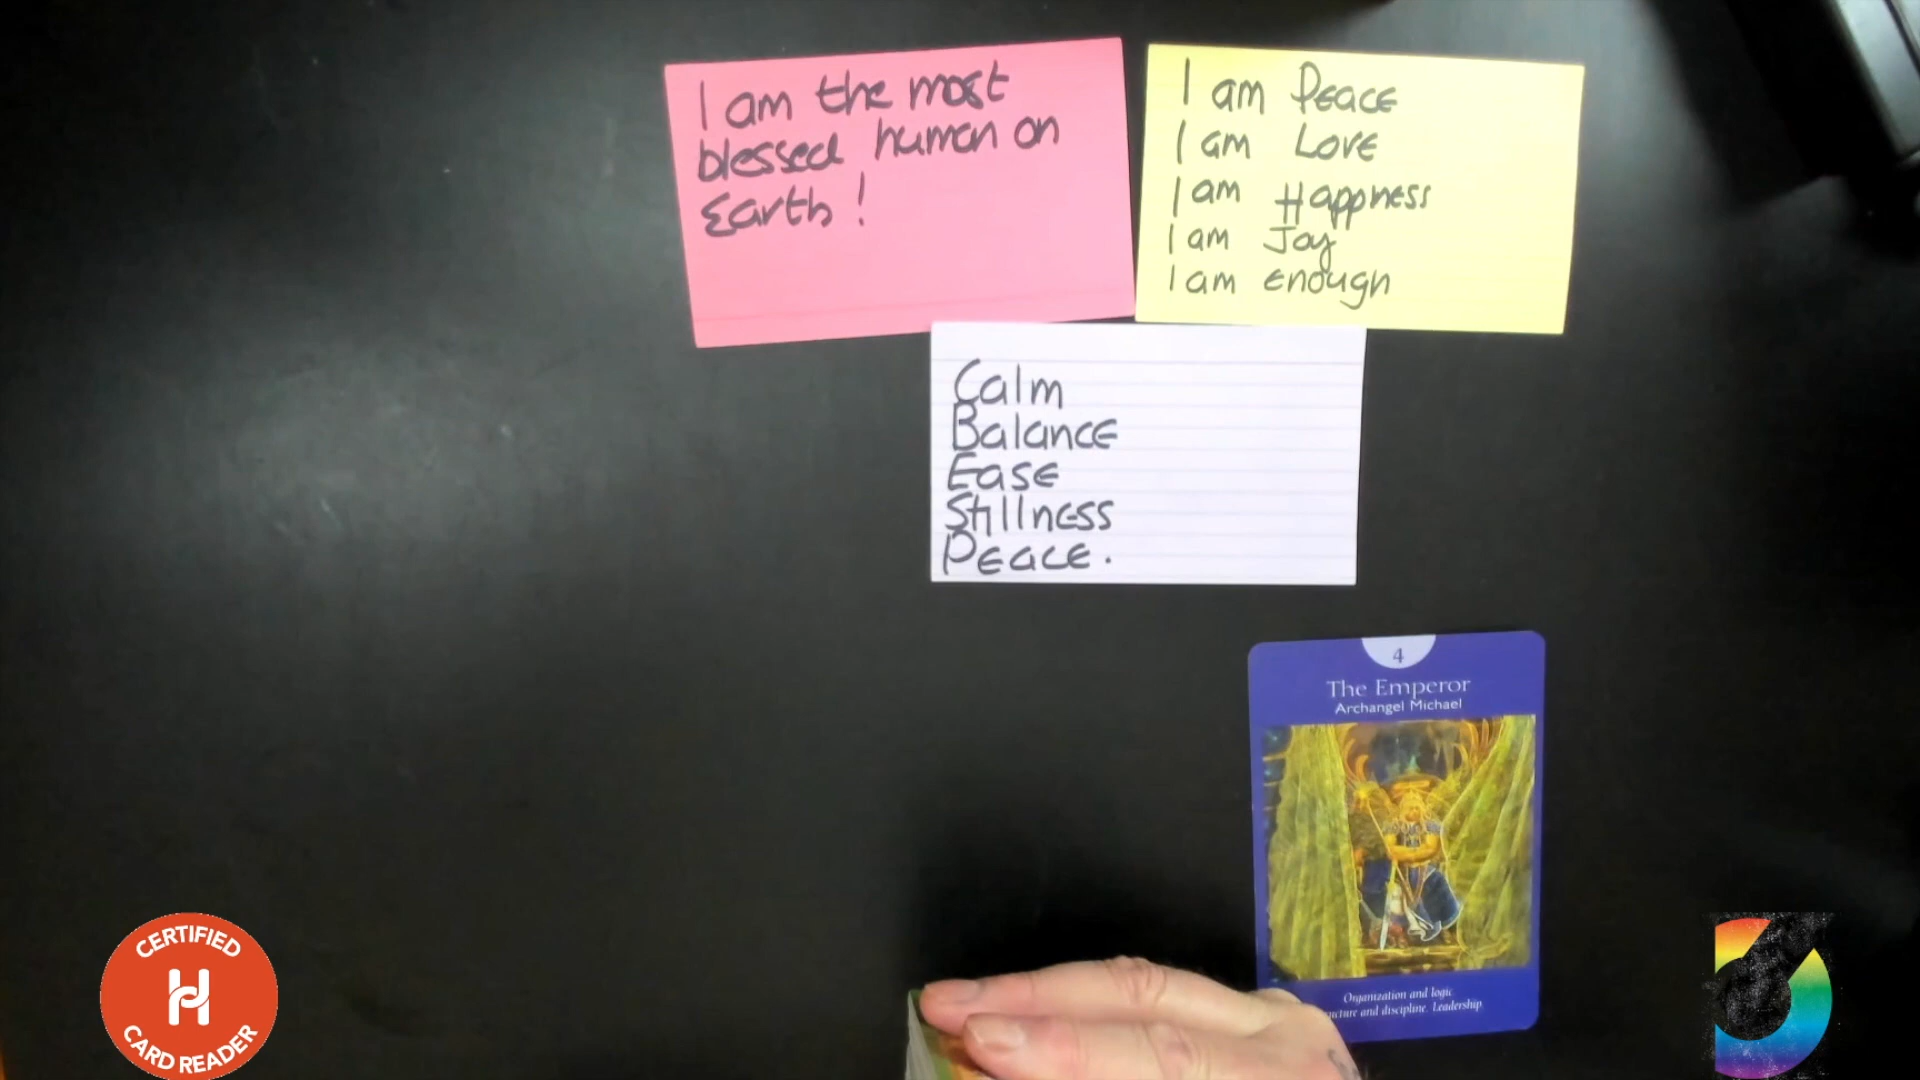 I am the most
blessed human on
Earth!
I am Peace
I am Love
I am Happness
I am Joy
I am enough
Calm
Balance
Ease
Stillness
Peace.
4
The Emperor
Archangel Michael
Organization and logic
and discipline. Leadership
CERTIFIED
H
CARD READER